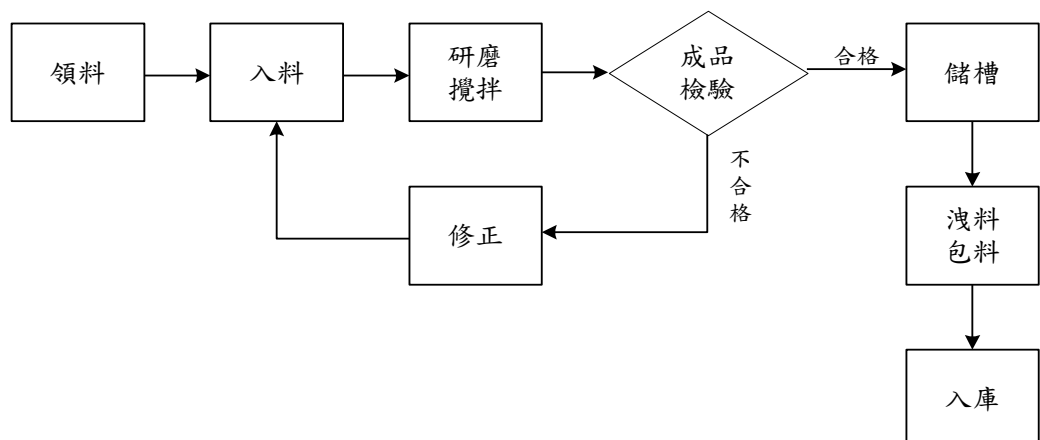 領料
入料
研磨
攪拌
成品
檢驗
合格
儲槽
不
合
格
修正
洩料
包料
入庫